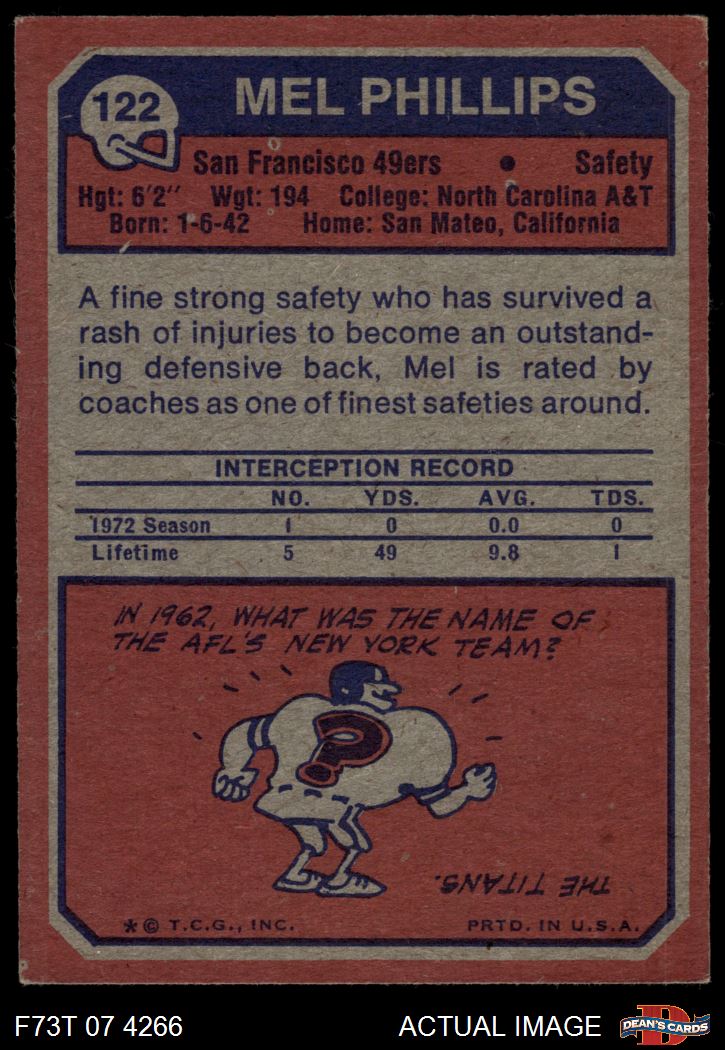 122
MEL PHILLIPS
San Francisco 49ers • Safety
Hgt: 6'2" Wgt: 194 College: North Carolina A&T
Born: 1-6-42 Home: San Mateo, California
A fine strong safety who has survived a
rash of injuries to become an outstand-
ing defensive back, Mel is rated by
coaches as one of finest safeties around.
INTERCEPTION RECORD
NO. YDS. AVG. TDS.
1972 Season 1 0 0.0 0
Lifetime 5 49 9.8 1
IN 1962, WHAT WAS THE NAME OF
THE AFL'S NEW YORK TEAM?
?
THE TITANS.
* © T.C.G., INC. PRTD. IN U.S.A.
F73T 07 4266 ACTUAL IMAGE D DEAN'S CARDS